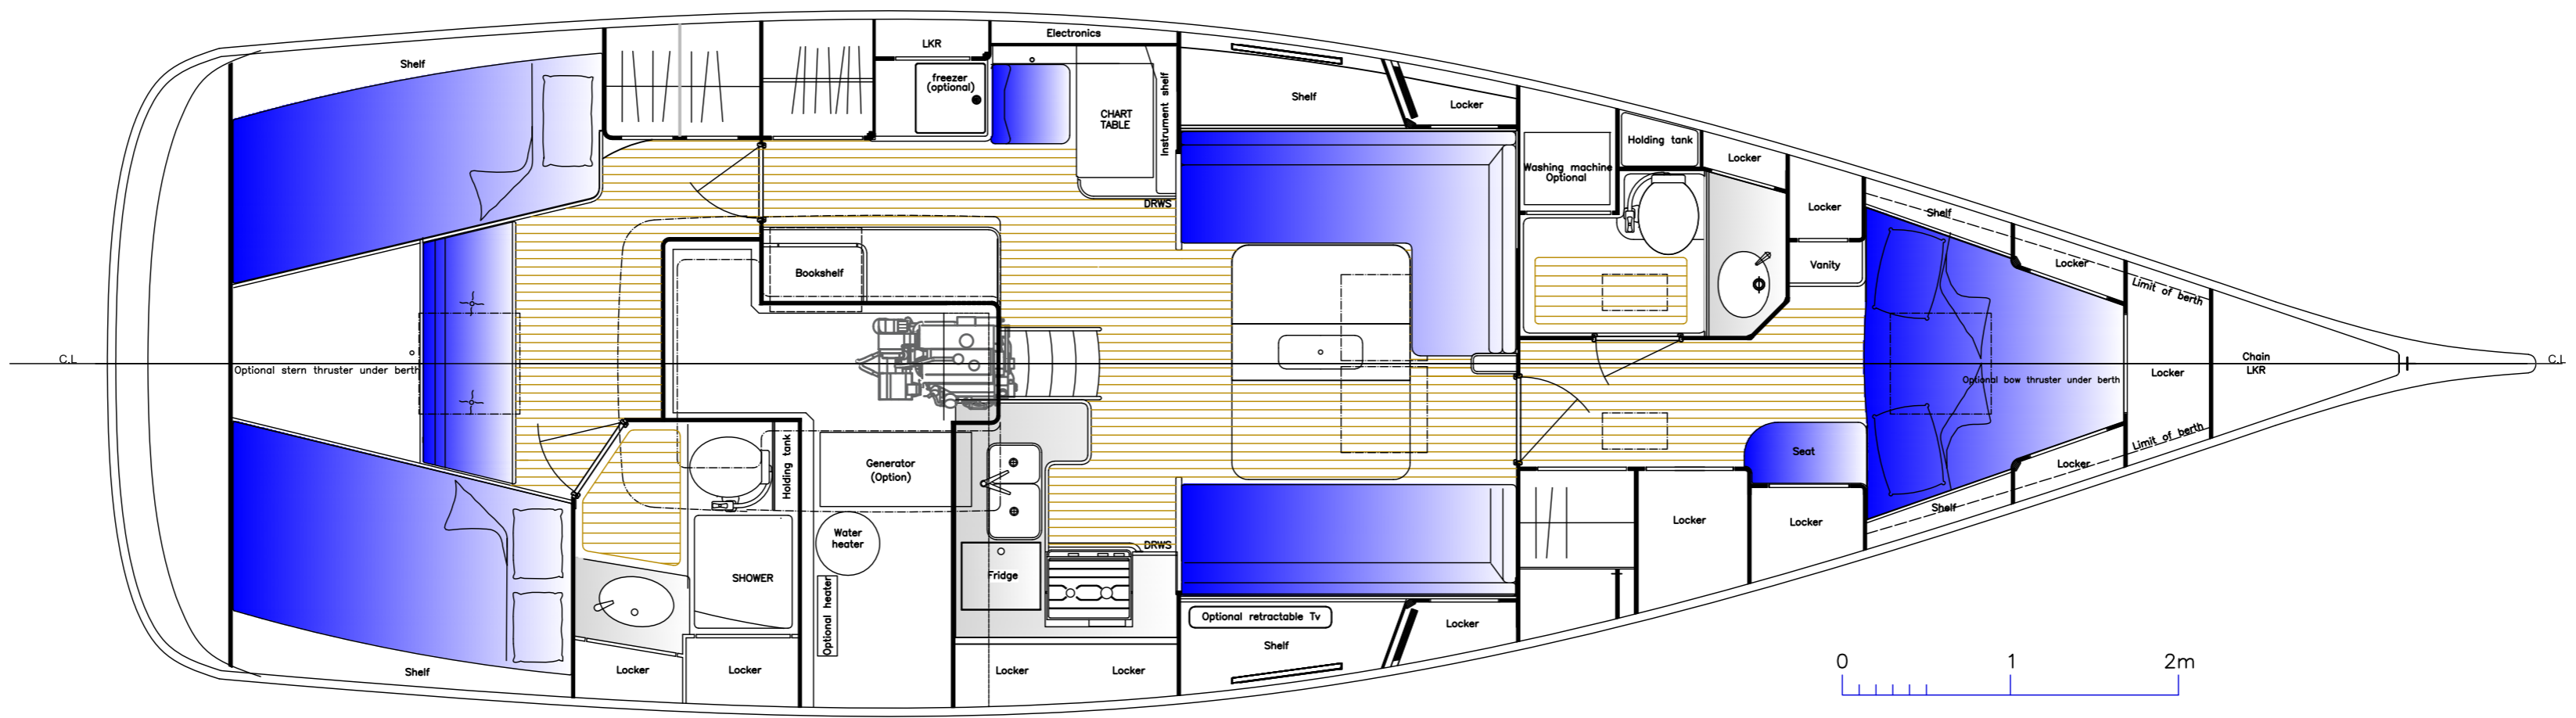 Electronics
LKR
Shelf
freezer
(optional)
Instrument shelf
CHART
TABLE
Shelf
Locker
Holding tank
Locker
Washing machine
Optional
DRWS
Locker
Shelf
Bookshelf
Vanity
Locker
Limit of berth
C.L
Optional stern thruster under berth
Chain
LKR
C.L
Locker
Optional bow thruster under berth
Limit of berth
Seat
Holding tank
Generator
(Option)
Locker
Shelf
Locker
Locker
Water
heater
DRWS
SHOWER
Fridge
Optional heater
Optional retractable Tv
Locker
Shelf
Shelf
Locker
Locker
Locker
Locker
0 1 2m